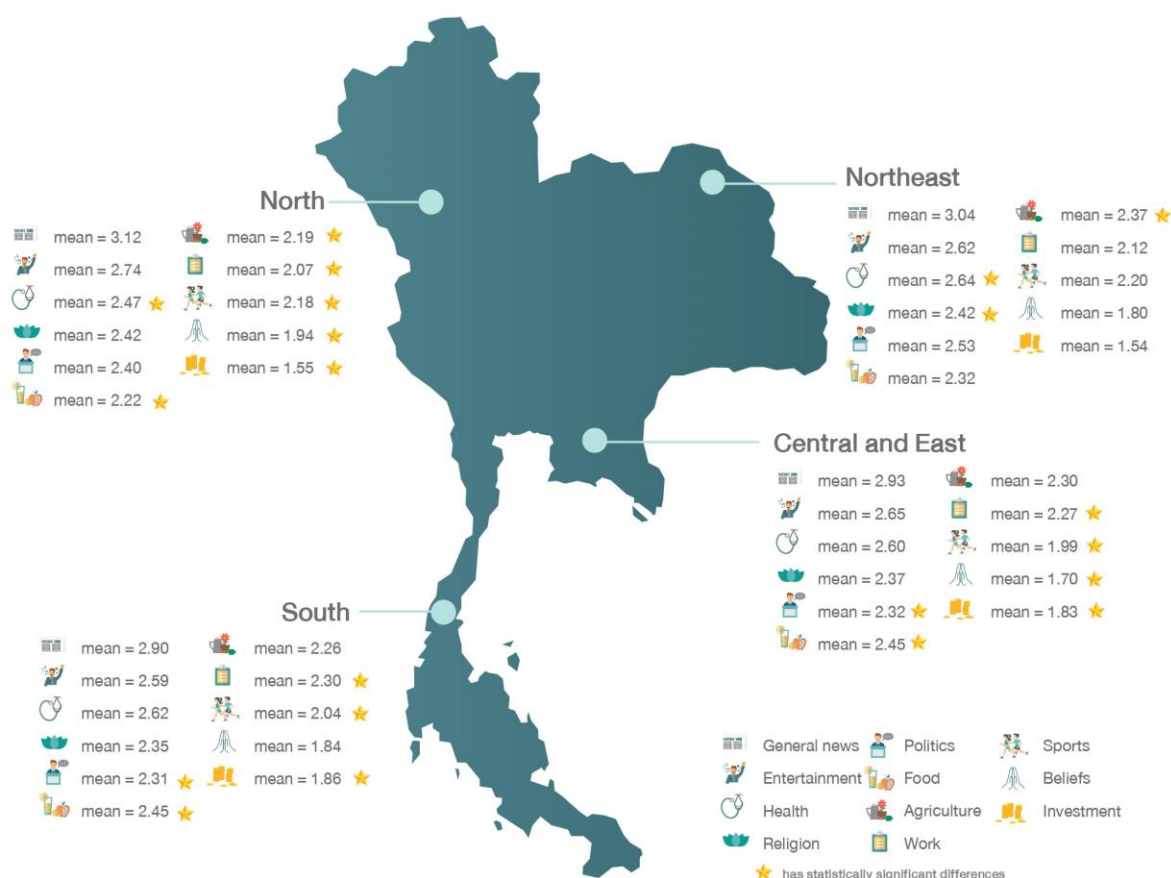 North
mean = 3.12
mean = 2.74
mean = 2.47
mean = 2.42
mean = 2.40
mean = 2.22
mean = 2.19
mean = 2.07
mean = 2.18
mean = 1.94
mean = 1.55
Northeast
mean = 3.04
mean = 2.62
mean = 2.64
mean = 2.42
mean = 2.53
mean = 2.32
mean = 2.37
mean = 2.12
mean = 2.20
mean = 1.80
mean = 1.54
Central and East
mean = 2.93
mean = 2.65
mean = 2.60
mean = 2.37
mean = 2.32
mean = 2.45
mean = 2.30
mean = 2.27
mean = 1.99
mean = 1.70
mean = 1.83
South
mean = 2.90
mean = 2.59
mean = 2.62
mean = 2.35
mean = 2.31
mean = 2.45
mean = 2.26
mean = 2.30
mean = 2.04
mean = 1.84
mean = 1.86
General news
Entertainment
Health
Religion
Politics
Food
Agriculture
Work
Sports
Beliefs
Investment
has statistically significant differences